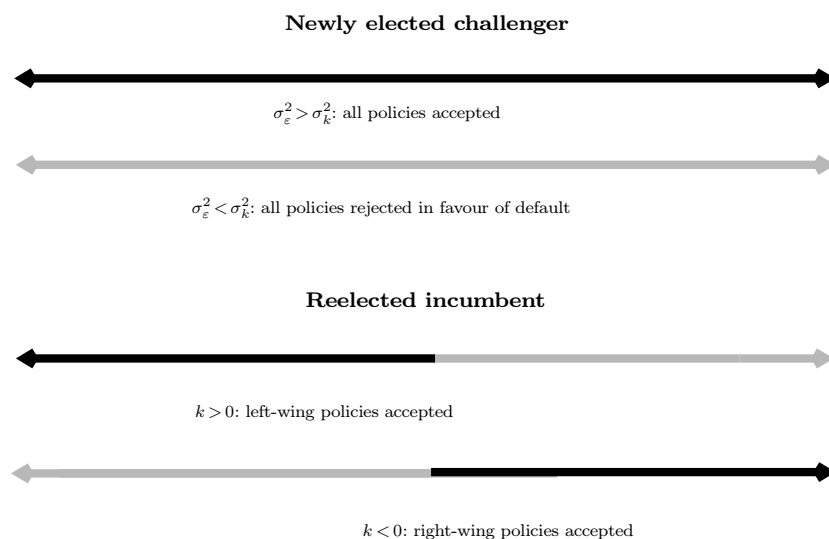 Newly elected challenger
σ²_ε > σ²_k: all policies accepted
σ²_ε < σ²_k: all policies rejected in favour of default
Reelected incumbent
k > 0: left-wing policies accepted
k < 0: right-wing policies accepted